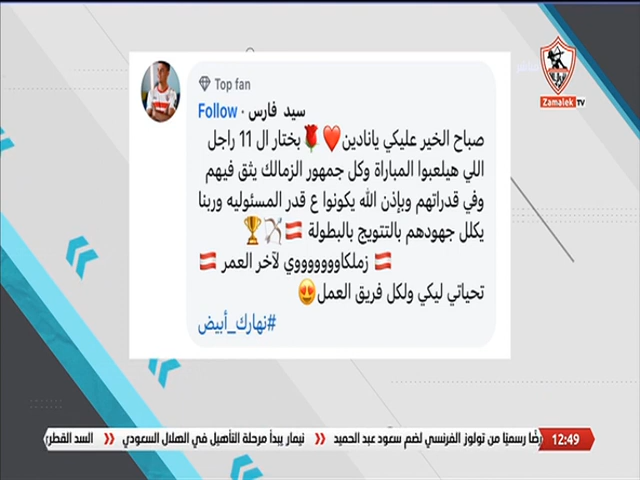 Zamalek TV
Top fan
سيد فارس · Follow
صباح الخير عليكي يانادين❤️🌹بختار ال 11 راجل
اللي هيلعبوا المباراة وكل جمهور الزمالك يثق فيهم
وفي قدراتهم وبإذن الله يكونوا ع قدر المسئوليه وربنا
يكلل جهودهم بالتتويج بالبطولة 🇦🇹🏹🏆
🇦🇹 زملكاووووووووي لآخر العمر 🇦🇹
تحياتي ليكي ولكل فريق العمل😍
#نهارك_أبيض
رسميًا من تولوز الفرنسي لضم سعود عبد الحميد » نيمار يبدأ مرحلة التأهيل في الهلال السعودي » السد
12:49